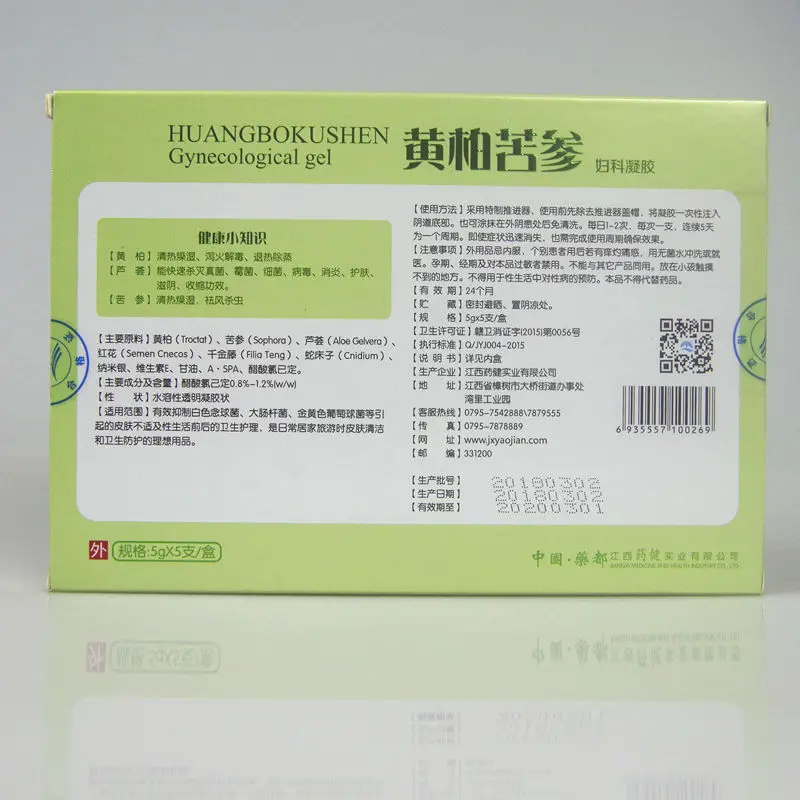 HUANGBOKUSHEN
Gynecological gel
黄柏苦参 妇科凝胶
健康小知识
【黄 柏】清热燥湿、泻火解毒、退热除蒸
【芦 荟】能快速杀灭真菌、霉菌、细菌、病毒、消炎、护肤、
滋阴、收缩功效。
【苦 参】清热燥湿，祛风杀虫
【主要原料】黄柏（Troctat）、苦参（Sophora）、芦荟（Aloe Gelvera）、
红花（Semen Cnecos）、千金藤（Filia Teng）、蛇床子（Cnidium）、
纳米银、维生素E、甘油、A·SPA、醋酸氯己定。
【主要成分及含量】醋酸氯己定0.8%-1.2%(w/w)
【性 状】水溶性透明凝胶状
【适用范围】有效抑制白色念球菌、大肠杆菌、金黄色葡萄球菌等引
起的皮肤不适及性生活前后的卫生护理，是日常居家旅游时皮肤清洁
和卫生防护的理想用品。
【使用方法】采用特制推进器，使用前先除去推进器盖帽，将凝胶一次性注入
阴道底部。也可涂抹在外阴患处后免清洗。每日1-2次，每次一支，连续5天
为一个周期。即使症状迅速消失，也需完成使用周期确保效果。
【注意事项】外用品忌内服，个别患者用后若有痒灼痛感，用无菌水冲洗或就
医。孕期、经期及对本品过敏者禁用。不能与其它产品同用。放在小孩触摸
不到的地方。不得用于性生活中对性病的预防。本品不得代替药品。
【有 效 期】24个月
【贮 藏】密封避晒、置阴凉处。
【规 格】5gx5支/盒
【卫生许可证】赣卫消证字(2015)第0056号
【执行标准】Q/JYJ004-2015
【说 明 书】详见内盒
【生产企业】江西药健实业有限公司
【地 址】江西省樟树市大桥街道办事处
湾里工业园
【客服热线】0795-7542888\7879555
【传 真】0795-7878889
【网 址】www.jxyaojian.com
【邮 编】331200
6 935557 100269
【生产批号】20180302
【生产日期】20180302
【有效期至】20200301
外 规格:5gX5支/盒
中国·药都 江西药健实业有限公司